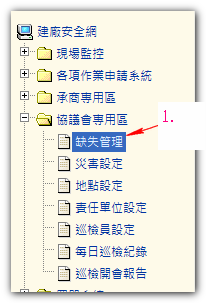 建廠安全網
現場監控
各項作業申請系統
承商專用區
協議會專用區
缺失管理
1.
災害設定
地點設定
責任單位設定
巡檢員設定
每日巡檢紀錄
巡檢開會報告